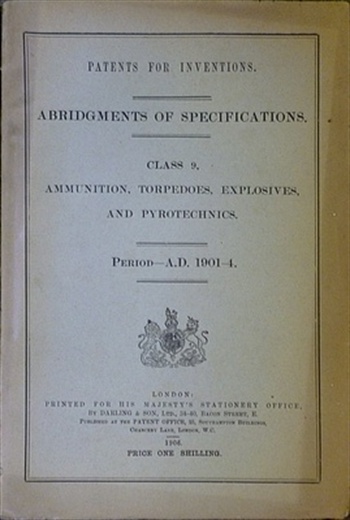 PATENTS FOR INVENTIONS.
ABRIDGMENTS OF SPECIFICATIONS.
CLASS 9,
AMMUNITION, TORPEDOES, EXPLOSIVES,
AND PYROTECHNICS.
PERIOD—A.D. 1901-4.
LONDON:
PRINTED FOR HIS MAJESTY'S STATIONERY OFFICE,
BY DARLING & SON, LTD., 34-40, BACON STREET, E.
PUBLISHED AT THE PATENT OFFICE, 25, SOUTHAMPTON BUILDINGS,
CHANCERY LANE, LONDON, W.C.
1906.
PRICE ONE SHILLING.